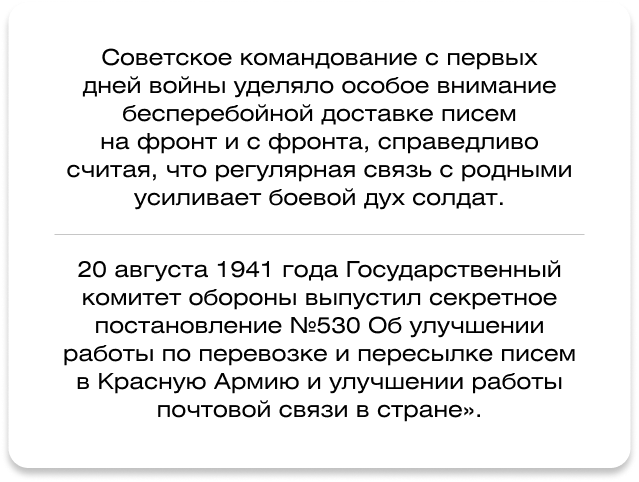 Советское командование с первых
дней войны уделяло особое внимание
бесперебойной доставке писем
на фронт и с фронта, справедливо
считая, что регулярная связь с родными
усиливает боевой дух солдат.
20 августа 1941 года Государственный
комитет обороны выпустил секретное
постановление №530 Об улучшении
работы по перевозке и пересылке писем
в Красную Армию и улучшении работы
почтовой связи в стране».